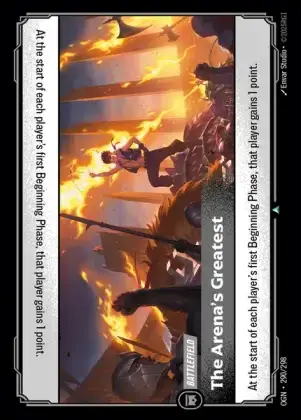 At the start of each player's first Beginning Phase, that player gains 1 point.
BATTLEFIELD
The Arena's Greatest
At the start of each player's first Beginning Phase, that player gains 1 point.
OGN • 290/298
Envar Studio • ©2025RGI